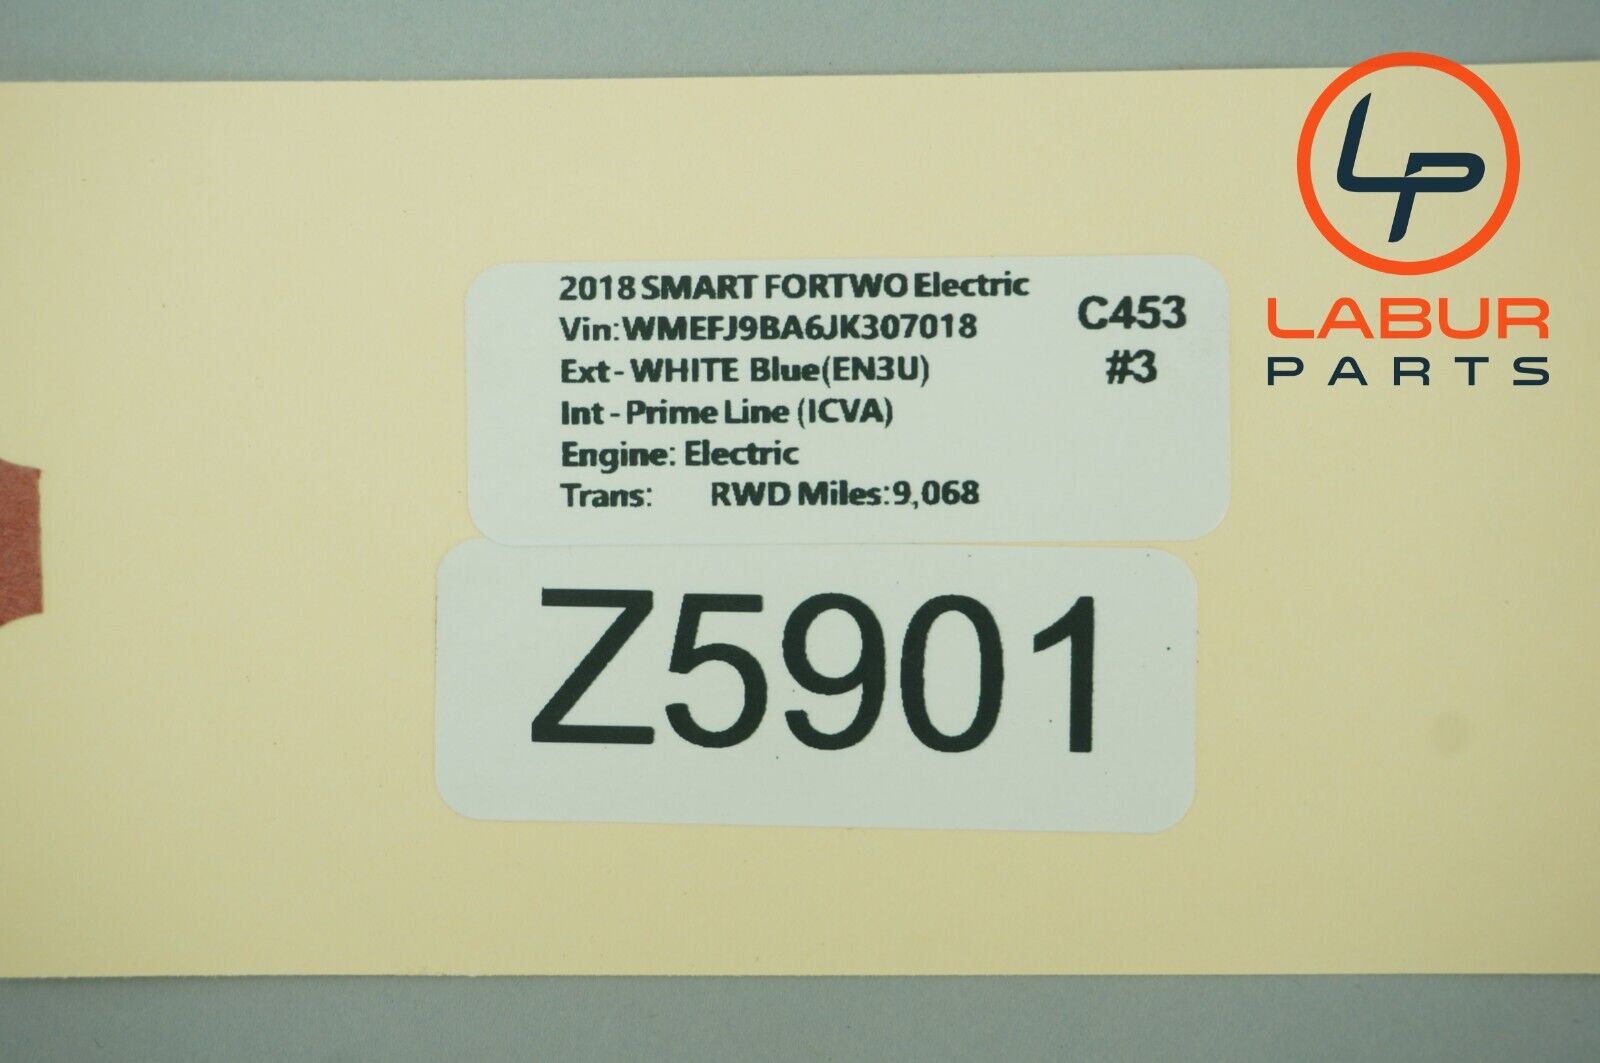 LP
LABUR
PARTS
2018 SMART FORTWO Electric
Vin:WMEFJ9BA6JK307018
Ext-WHITE Blue(EN3U)
Int-Prime Line (ICVA)
Engine: Electric
Trans: RWD Miles:9,068
C453
#3
Z5901